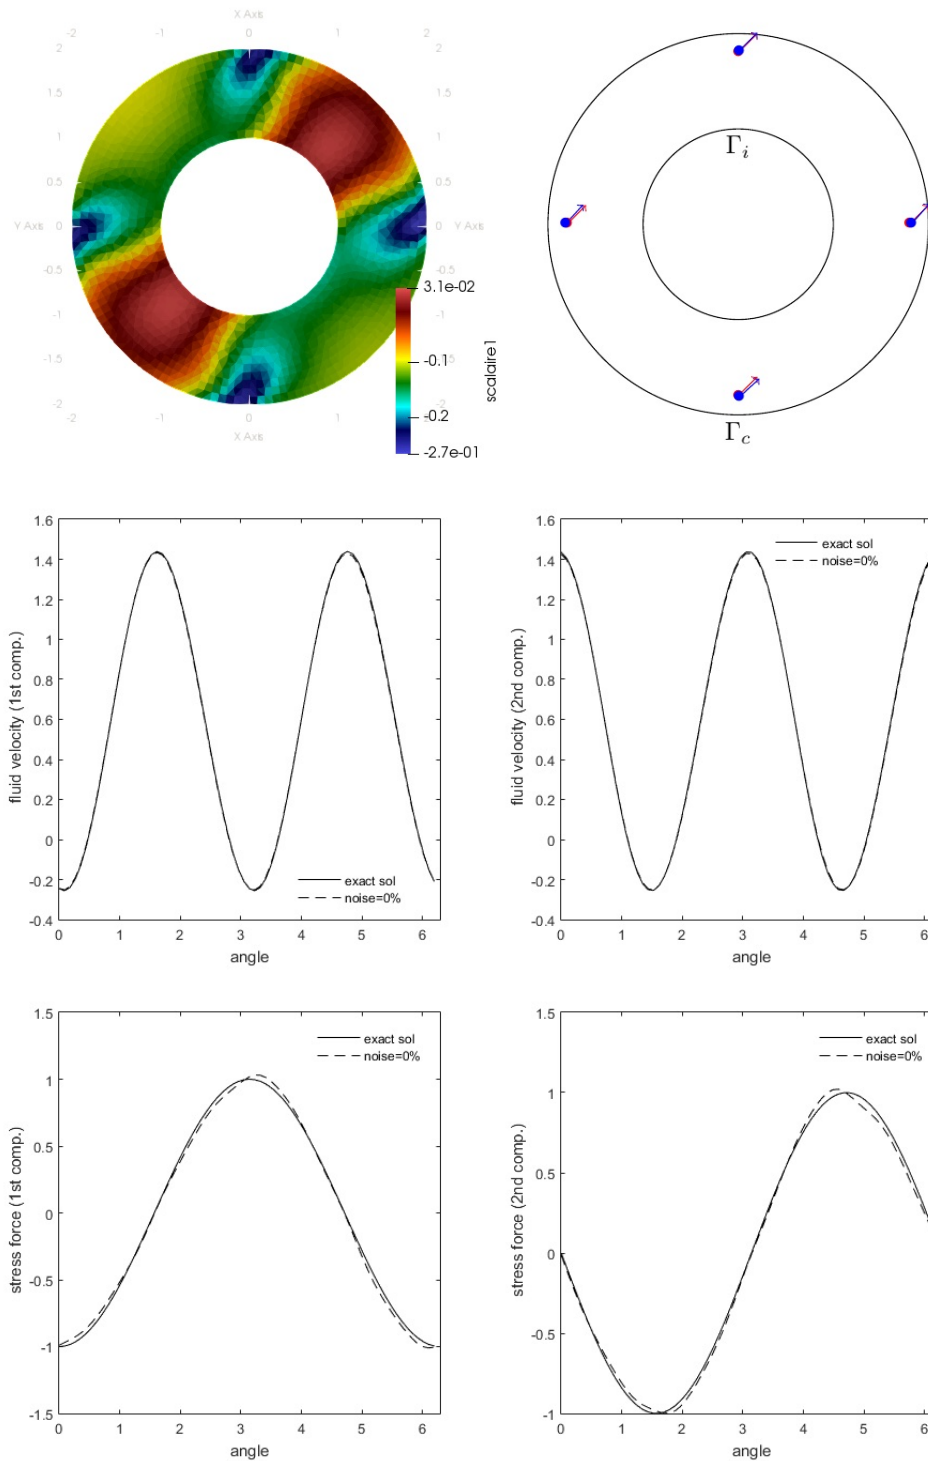 X Axis
-2 -1 0 1 2
2 2
1.5 1.5
1 1
0.5 0.5
Y Axis 0 0 Y Axis
-0.5 -0.5
-1
-1.5 .5
-2 -2
-2 -1 0 1 2
X Axis
3.1e-02
-0.1
-0.2
-2.7e-01
scalaire1
Γi
Γc
1.6
1.4
1.2
1
0.8
0.6
0.4
0.2
0
-0.2
-0.4
0 1 2 3 4 5 6
angle
fluid velocity (1st comp.)
exact sol
noise=0%
1.6
1.4
1.2
1
0.8
0.6
0.4
0.2
0
-0.2
-0.4
0 1 2 3 4 5 6
angle
fluid velocity (2nd comp.)
exact sol
noise=0%
1.5
1
0.5
0
-0.5
-1
-1.5
0 1 2 3 4 5 6
angle
stress force (1st comp.)
exact sol
noise=0%
1.5
1
0.5
0
-0.5
-1
0 1 2 3 4 5 6
angle
stress force (2nd comp.)
exact sol
noise=0%